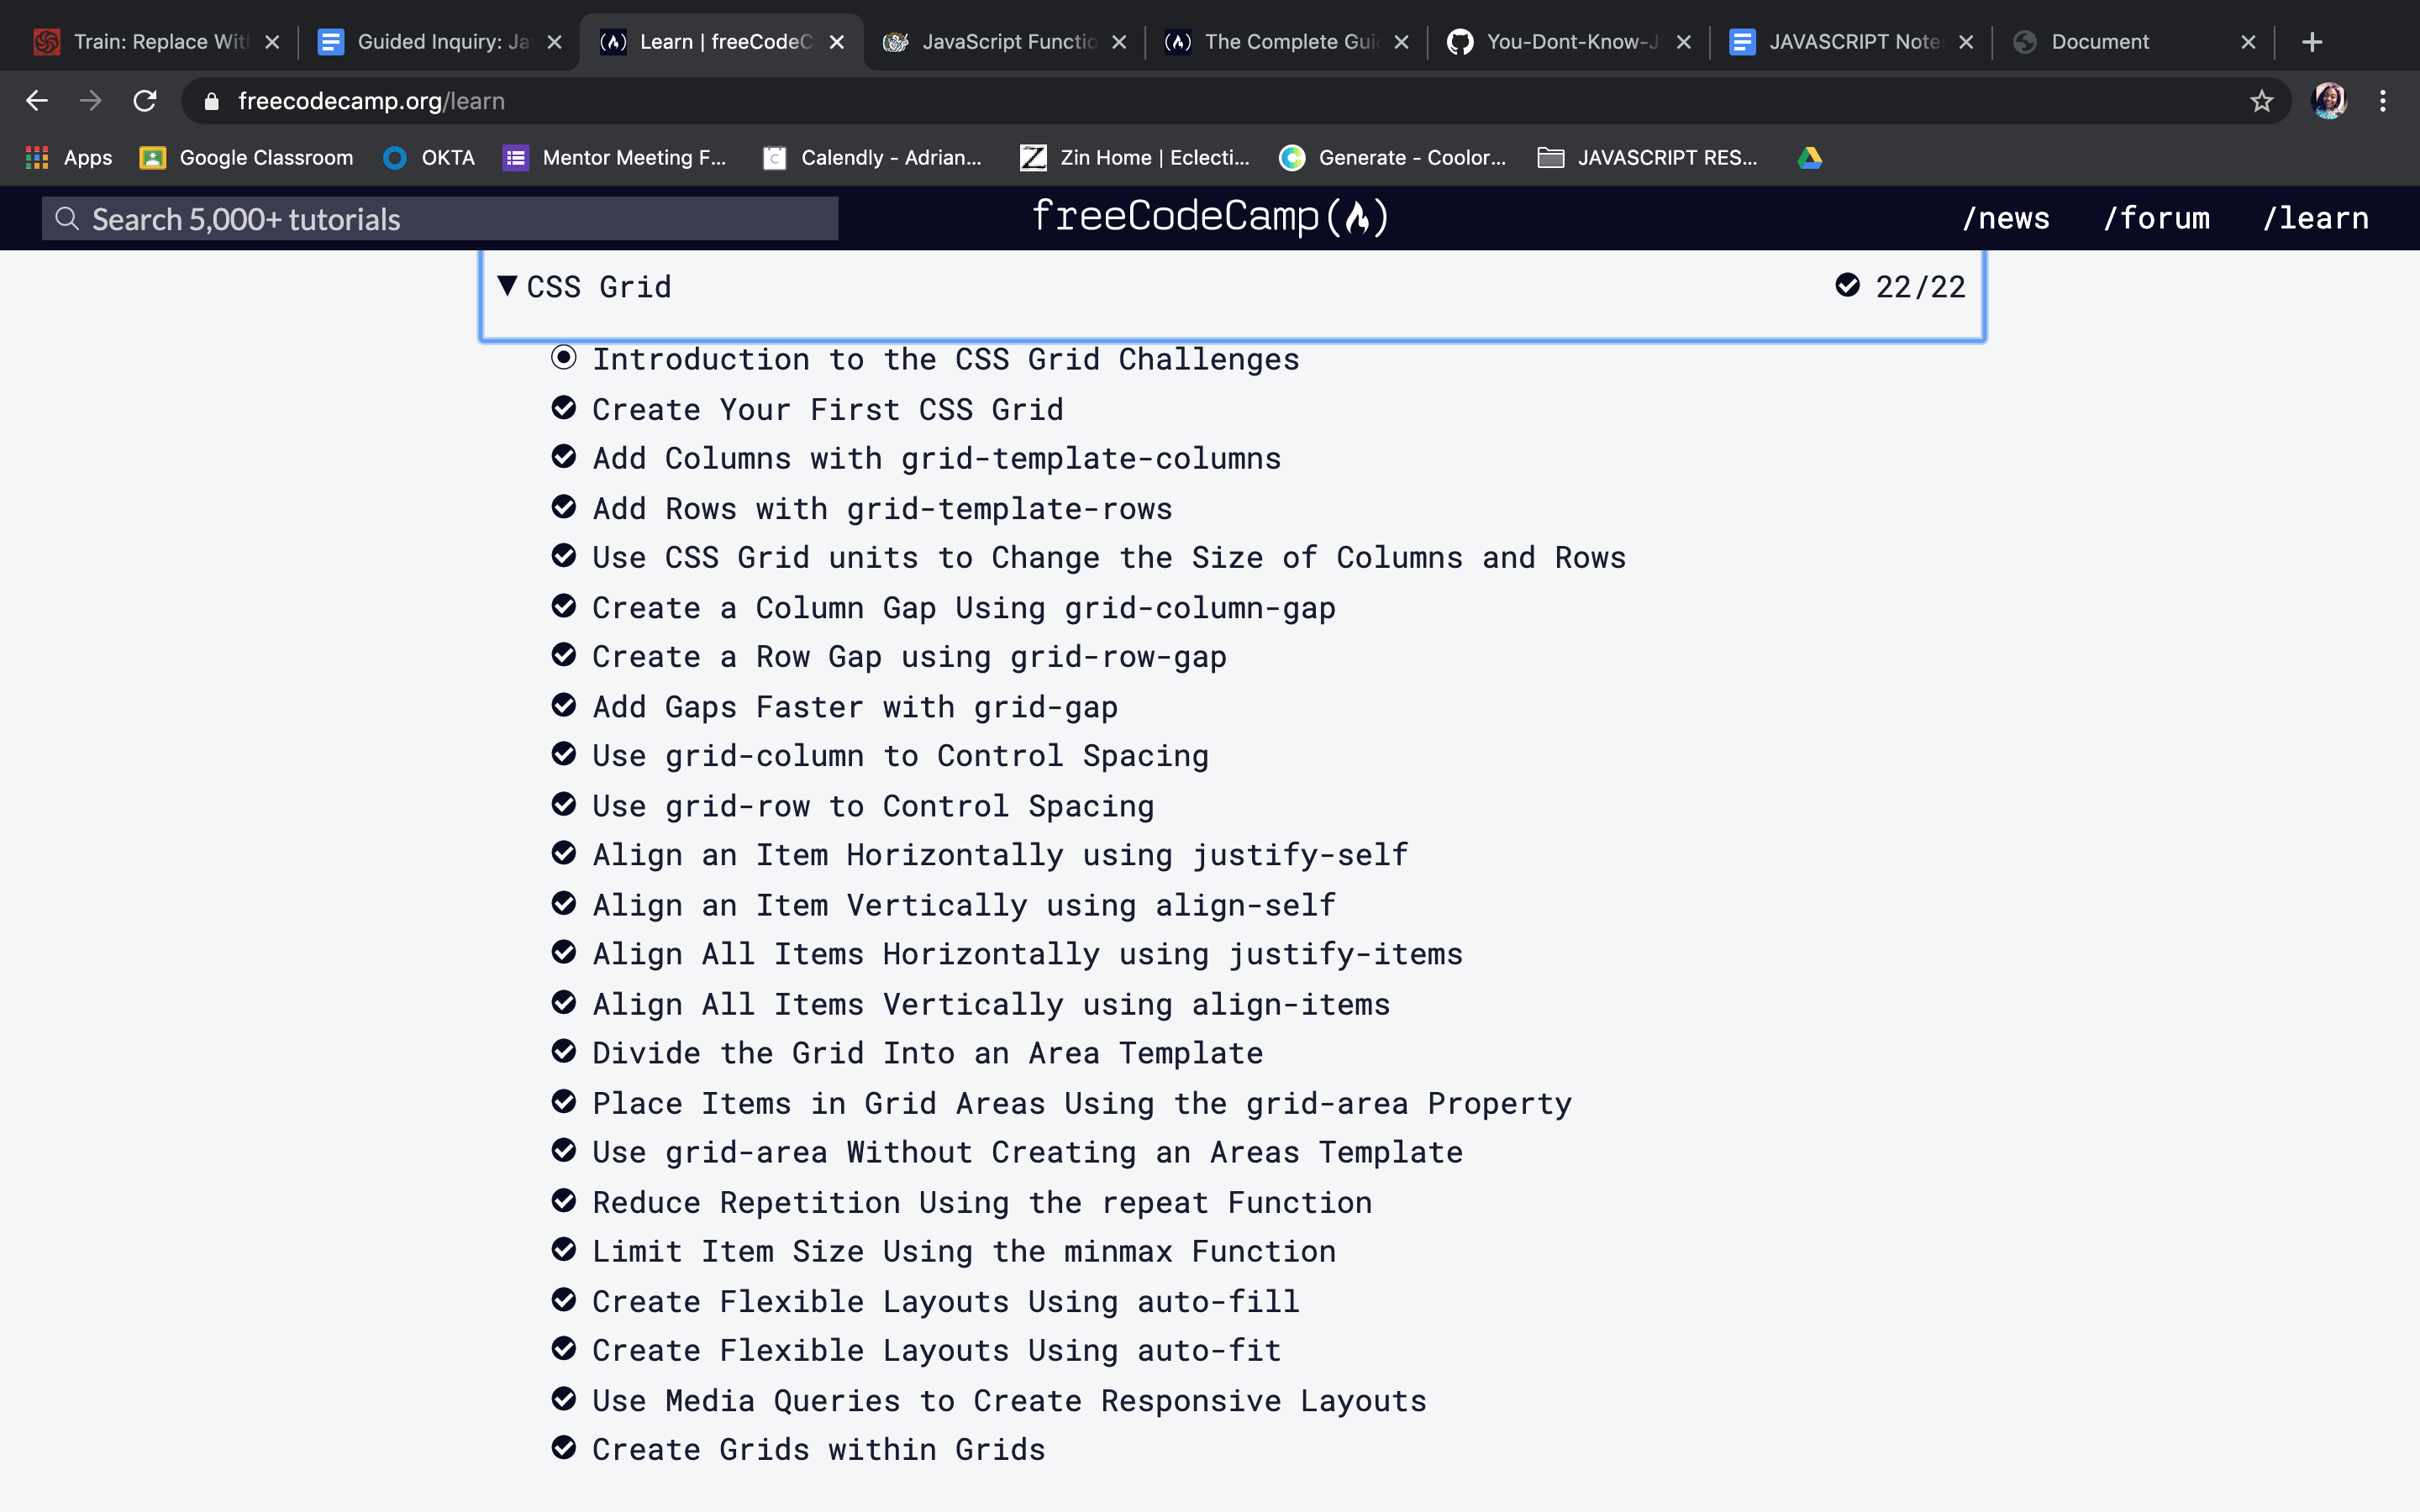 Train: Replace Wit
Guided Inquiry: Ja
Learn | freeCodeC
JavaScript Functio
The Complete Gui
You-Dont-Know-J
JAVASCRIPT Note
Document
freecodecamp.org/learn
Apps
Google Classroom
OKTA
Mentor Meeting F...
Calendly - Adrian...
Zin Home | Eclecti...
Generate - Coolor...
JAVASCRIPT RES...
Search 5,000+ tutorials
freeCodeCamp
/news
/forum
/learn
CSS Grid
22/22
Introduction to the CSS Grid Challenges
Create Your First CSS Grid
Add Columns with grid-template-columns
Add Rows with grid-template-rows
Use CSS Grid units to Change the Size of Columns and Rows
Create a Column Gap Using grid-column-gap
Create a Row Gap using grid-row-gap
Add Gaps Faster with grid-gap
Use grid-column to Control Spacing
Use grid-row to Control Spacing
Align an Item Horizontally using justify-self
Align an Item Vertically using align-self
Align All Items Horizontally using justify-items
Align All Items Vertically using align-items
Divide the Grid Into an Area Template
Place Items in Grid Areas Using the grid-area Property
Use grid-area Without Creating an Areas Template
Reduce Repetition Using the repeat Function
Limit Item Size Using the minmax Function
Create Flexible Layouts Using auto-fill
Create Flexible Layouts Using auto-fit
Use Media Queries to Create Responsive Layouts
Create Grids within Grids